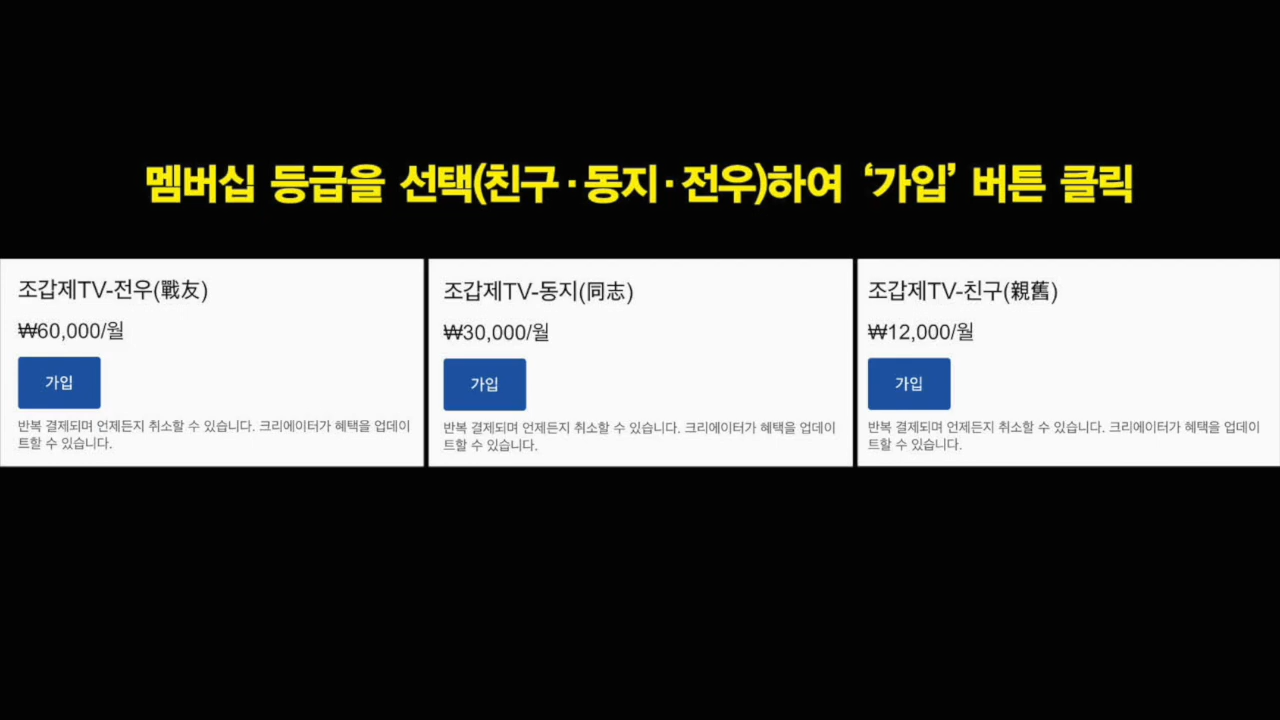 멤버십 등급을 선택(친구·동지·전우)하여 ‘가입’ 버튼 클릭
조갑제TV-전우(戰友)
₩60,000/월
가입
반복 결제되며 언제든지 취소할 수 있습니다. 크리에이터가 혜택을 업데이
트할 수 있습니다.
조갑제TV-동지(同志)
₩30,000/월
가입
반복 결제되며 언제든지 취소할 수 있습니다. 크리에이터가 혜택을 업데이
트할 수 있습니다.
조갑제TV-친구(親舊)
₩12,000/월
가입
반복 결제되며 언제든지 취소할 수 있습니다. 크리에이터가 혜택을 업데이
트할 수 있습니다.